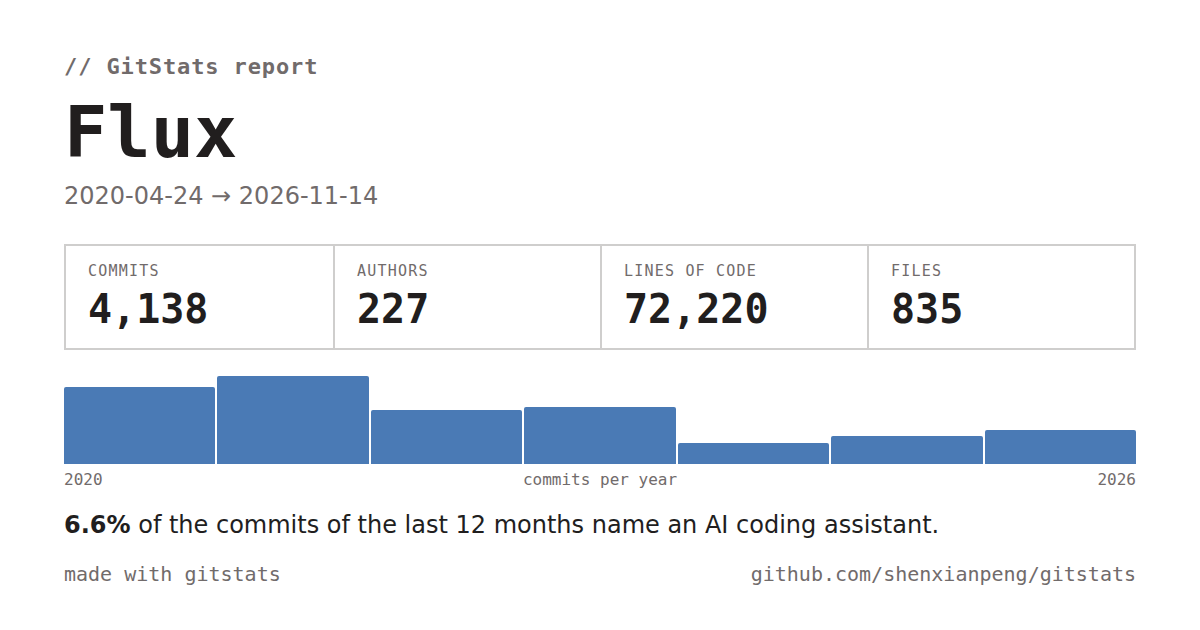 // GitStats report
Flux
2020-04-24 → 2026-11-14
COMMITS
4,138
AUTHORS
227
LINES OF CODE
72,220
FILES
835
2020
commits per year
2026
6.6% of the commits of the last 12 months name an AI coding assistant.
made with gitstats
github.com/shenxianpeng/gitstats